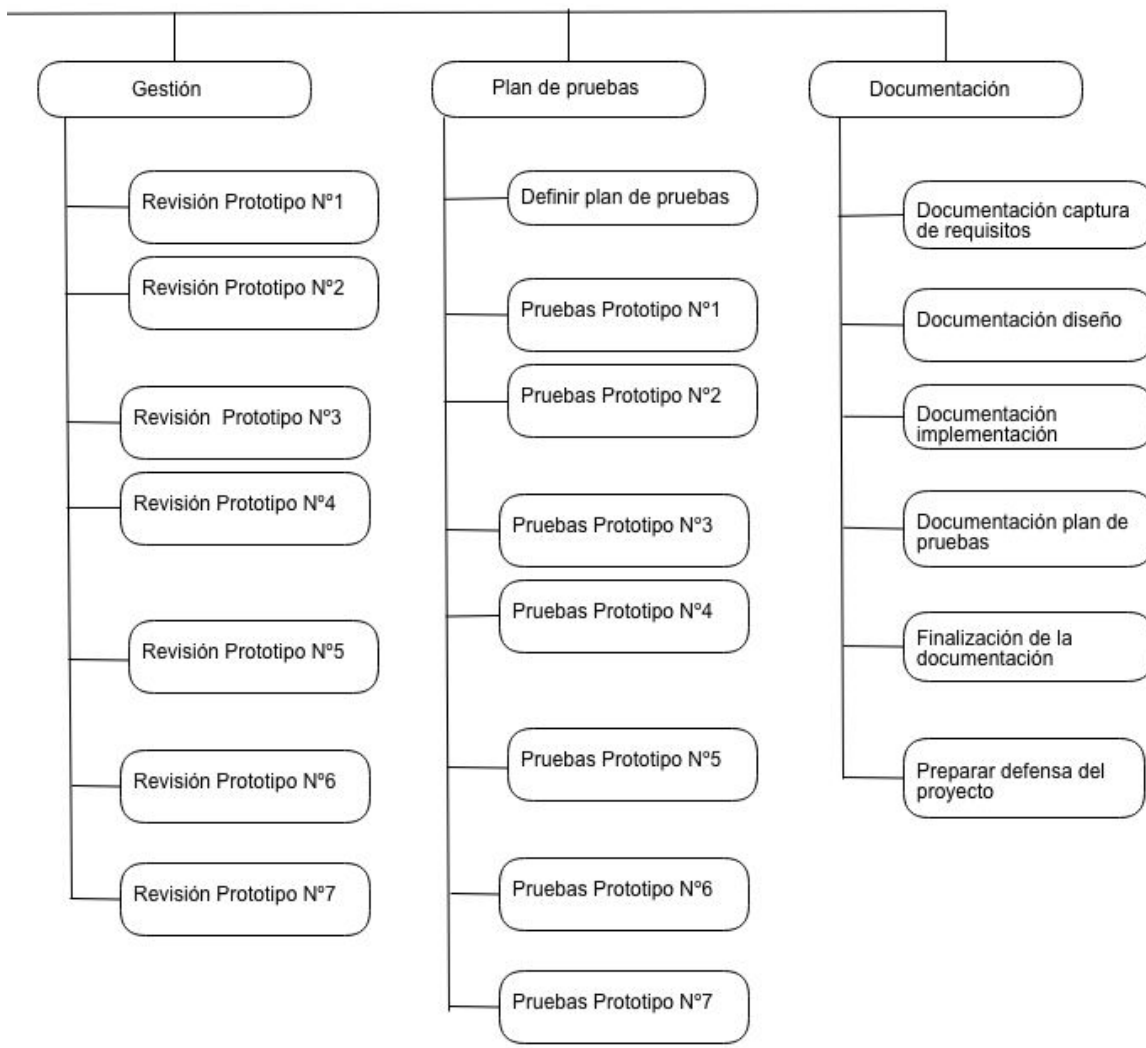 Gestión
Plan de pruebas
Documentación
Revisión Prototipo Nº1
Revisión Prototipo Nº2
Revisión  Prototipo Nº3
Revisión Prototipo Nº4
Revisión Prototipo Nº5
Revisión Prototipo Nº6
Revisión Prototipo Nº7
Definir plan de pruebas
Pruebas Prototipo Nº1
Pruebas Prototipo Nº2
Pruebas Prototipo Nº3
Pruebas Prototipo Nº4
Pruebas Prototipo Nº5
Pruebas Prototipo Nº6
Pruebas Prototipo Nº7
Documentación captura
de requisitos
Documentación diseño
Documentación
implementación
Documentación plan de
pruebas
Finalización de la
documentación
Preparar defensa del
proyecto